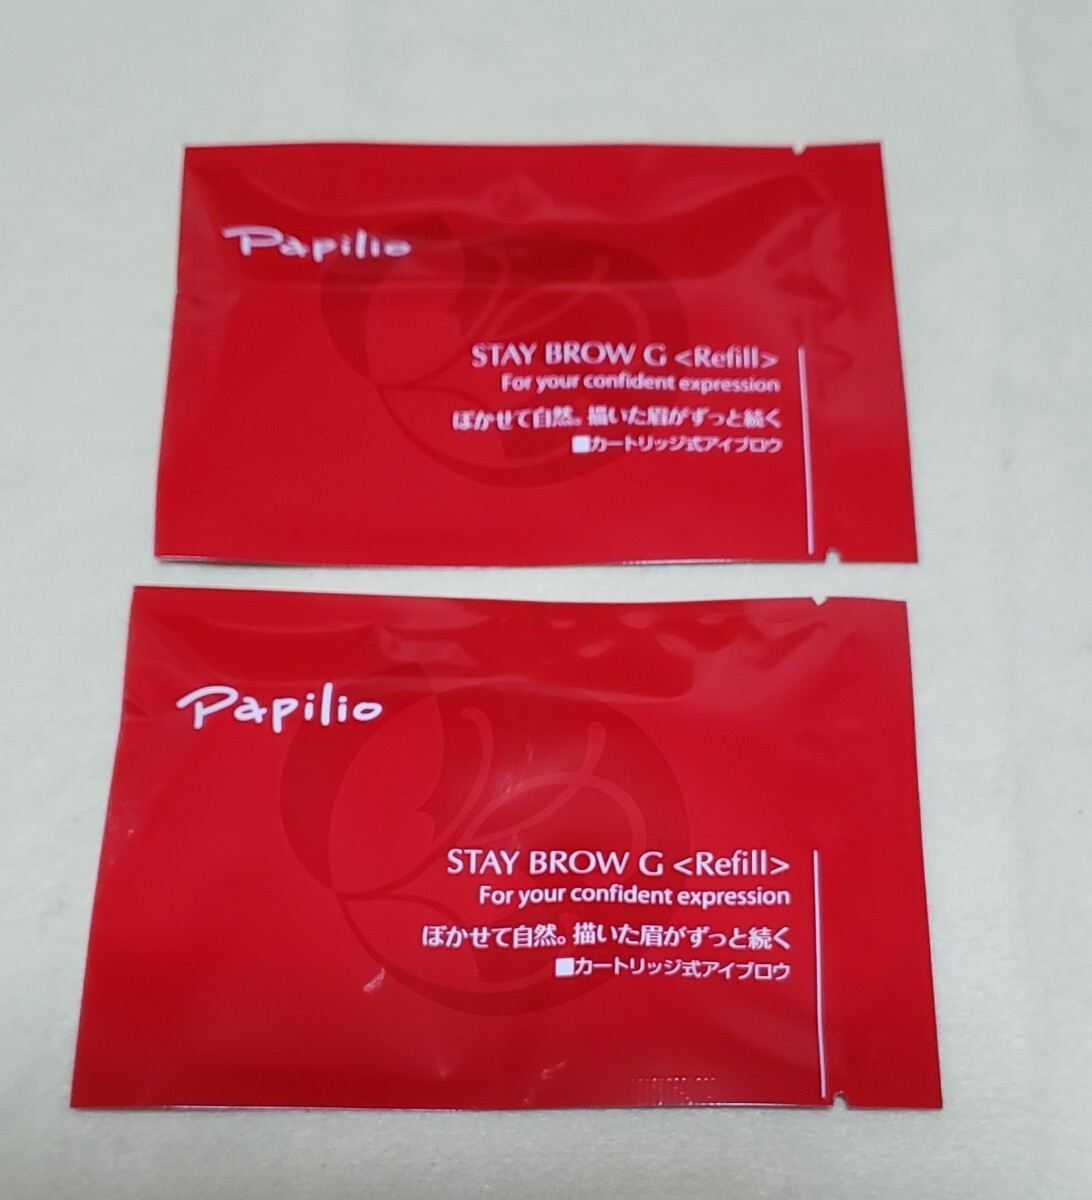 Papilio
STAY BROW G <Refill>
For your confident expression
ぼかせて自然。描いた眉がずっと続く
■カートリッジ式アイブロウ
Papilio
STAY BROW G <Refill>
For your confident expression
ぼかせて自然。描いた眉がずっと続く
■カートリッジ式アイブロウ